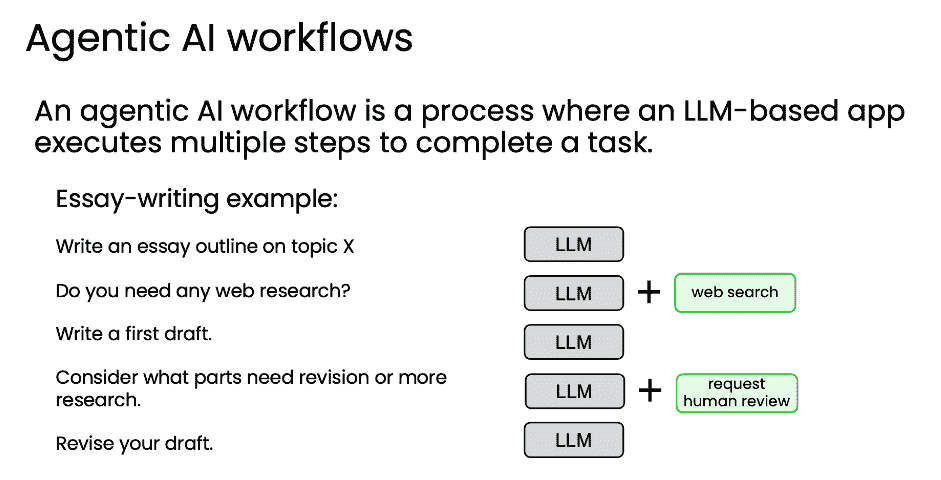 Agentic AI workflows
An agentic AI workflow is a process where an LLM-based app
executes multiple steps to complete a task.
Essay-writing example:
Write an essay outline on topic X
LLM
Do you need any web research?
LLM + web search
Write a first draft.
LLM
Consider what parts need revision or more
research.
LLM + request
human review
Revise your draft.
LLM